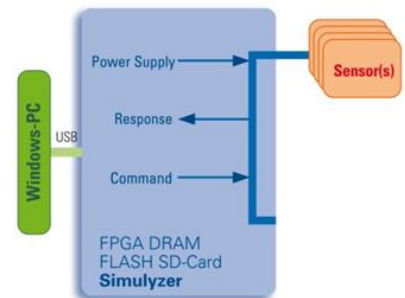 Power Supply
Sensor(s)
USB
Response
Windows-PC
Command
FPGA DRAM
FLASH SD-Card
Simulyzer